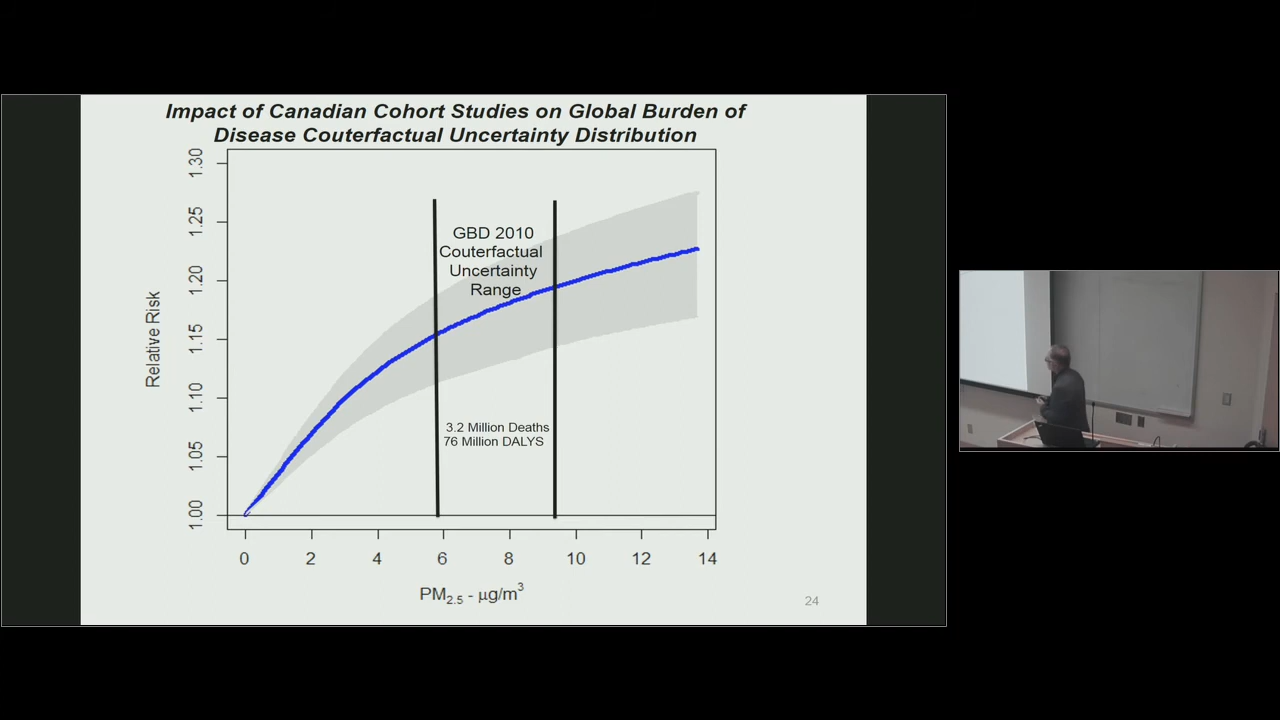 Impact of Canadian Cohort Studies on Global Burden of
Disease Couterfactual Uncertainty Distribution
1.30
1.25
1.20
1.15
1.10
1.05
1.00
Relative Risk
GBD 2010
Couterfactual
Uncertainty
Range
3.2 Million Deaths
76 Million DALYS
0 2 4 6 8 10 12 14
PM2.5 - µg/m3
24